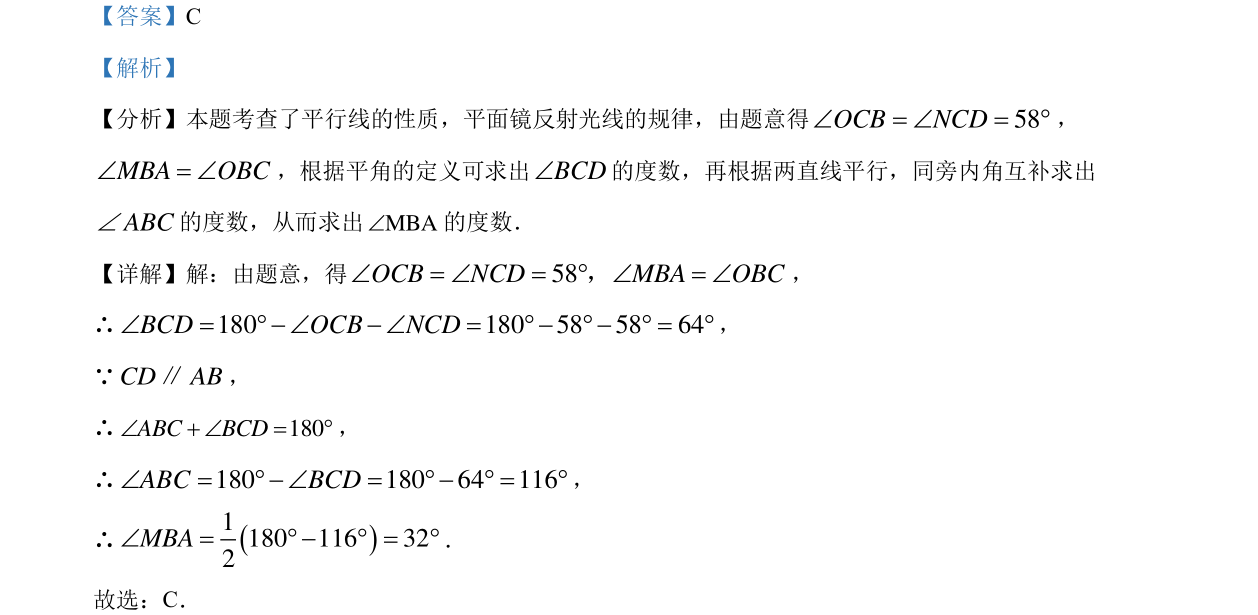 【答案】C
【解析】
【分析】本题考查了平行线的性质，平面镜反射光线的规律，由题意得∠OCB = ∠NCD = 58°，
∠MBA = ∠OBC，根据平角的定义可求出∠BCD的度数，再根据两直线平行，同旁内角互补求出
∠ABC的度数，从而求出∠MBA的度数．
【详解】解：由题意，得∠OCB = ∠NCD = 58°，∠MBA = ∠OBC，
∴∠BCD = 180° − ∠OCB − ∠NCD = 180° − 58° − 58° = 64°，
∵CD∥AB，
∴∠ABC + ∠BCD = 180°，
∴∠ABC = 180° − ∠BCD = 180° − 64° = 116°，
∴∠MBA = 1/2(180° − 116°) = 32°．
故选：C．